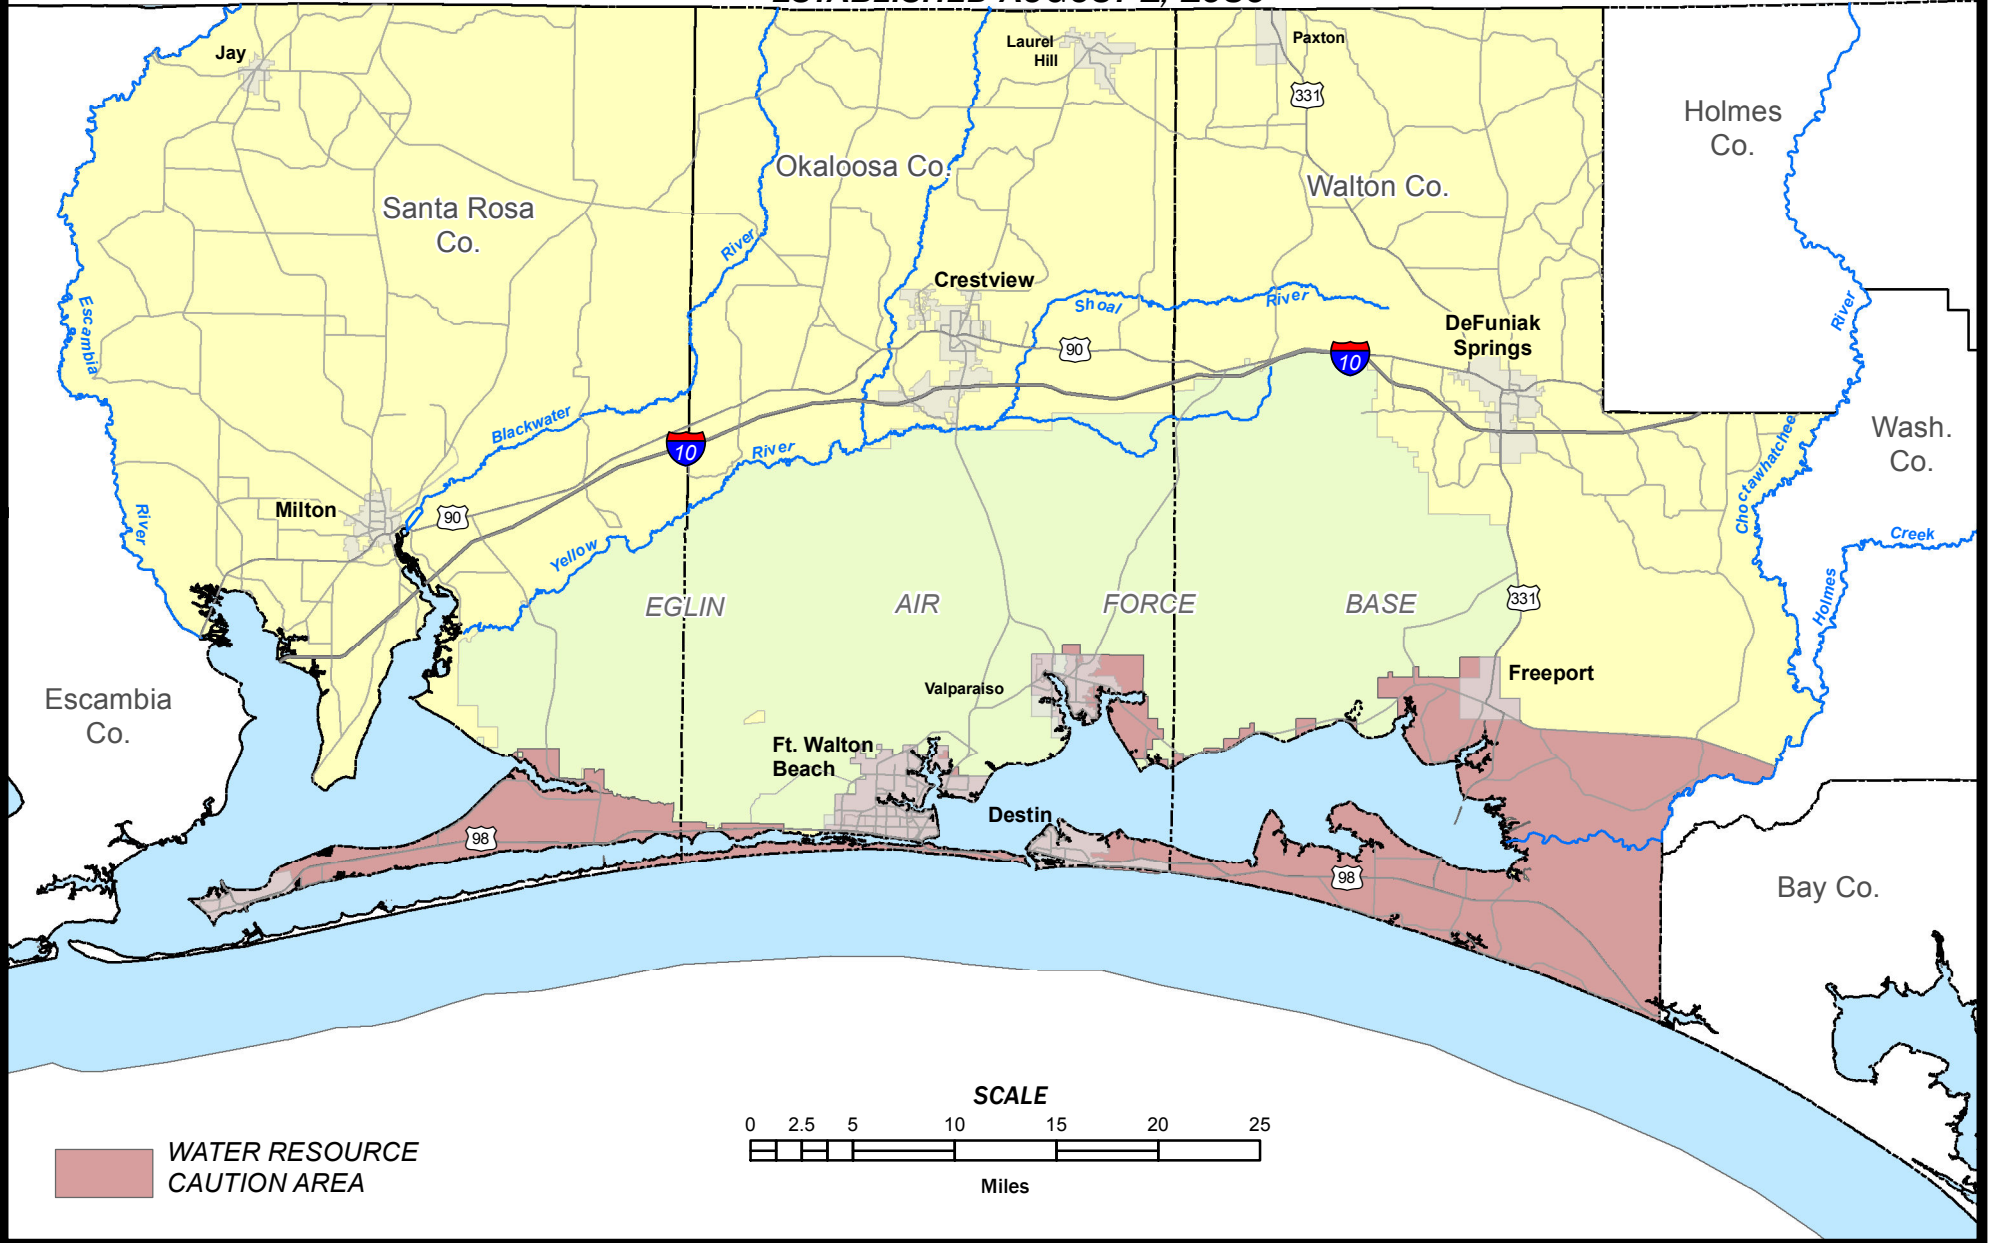 Jay
Laurel
Hill
Paxton
331
Holmes
Co.
Okaloosa Co.
Walton Co.
Santa Rosa
Co.
River
Crestview
Shoal
River
River
Escambia
DeFuniak
Springs
90
10
Blackwater
10
River
Wash.
Co.
Choctawhatchee
Milton
90
River
Yellow
Creek
Holmes
EGLIN AIR FORCE BASE
331
Freeport
Escambia
Co.
Valparaiso
Ft. Walton
Beach
Destin
98
98
Bay Co.
SCALE
0 2.5 5 10 15 20 25
Miles
WATER RESOURCE
CAUTION AREA